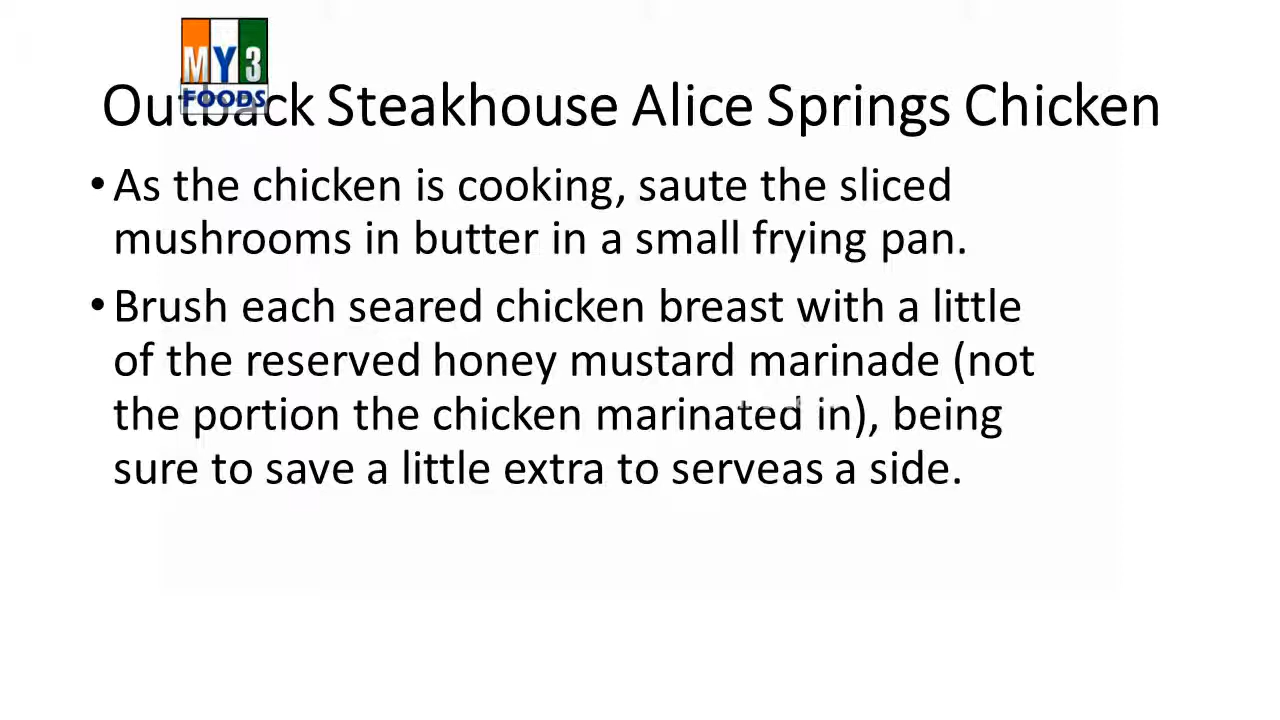 MY3
FOODS
Outback Steakhouse Alice Springs Chicken
•As the chicken is cooking, saute the sliced
mushrooms in butter in a small frying pan.
•Brush each seared chicken breast with a little
of the reserved honey mustard marinade (not
the portion the chicken marinated in), being
sure to save a little extra to serveas a side.